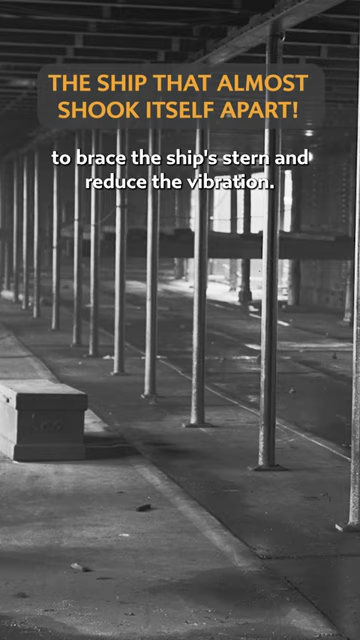 THE SHIP THAT ALMOST
SHOOK ITSELF APART!
to brace the ship's stern and
reduce the vibration.